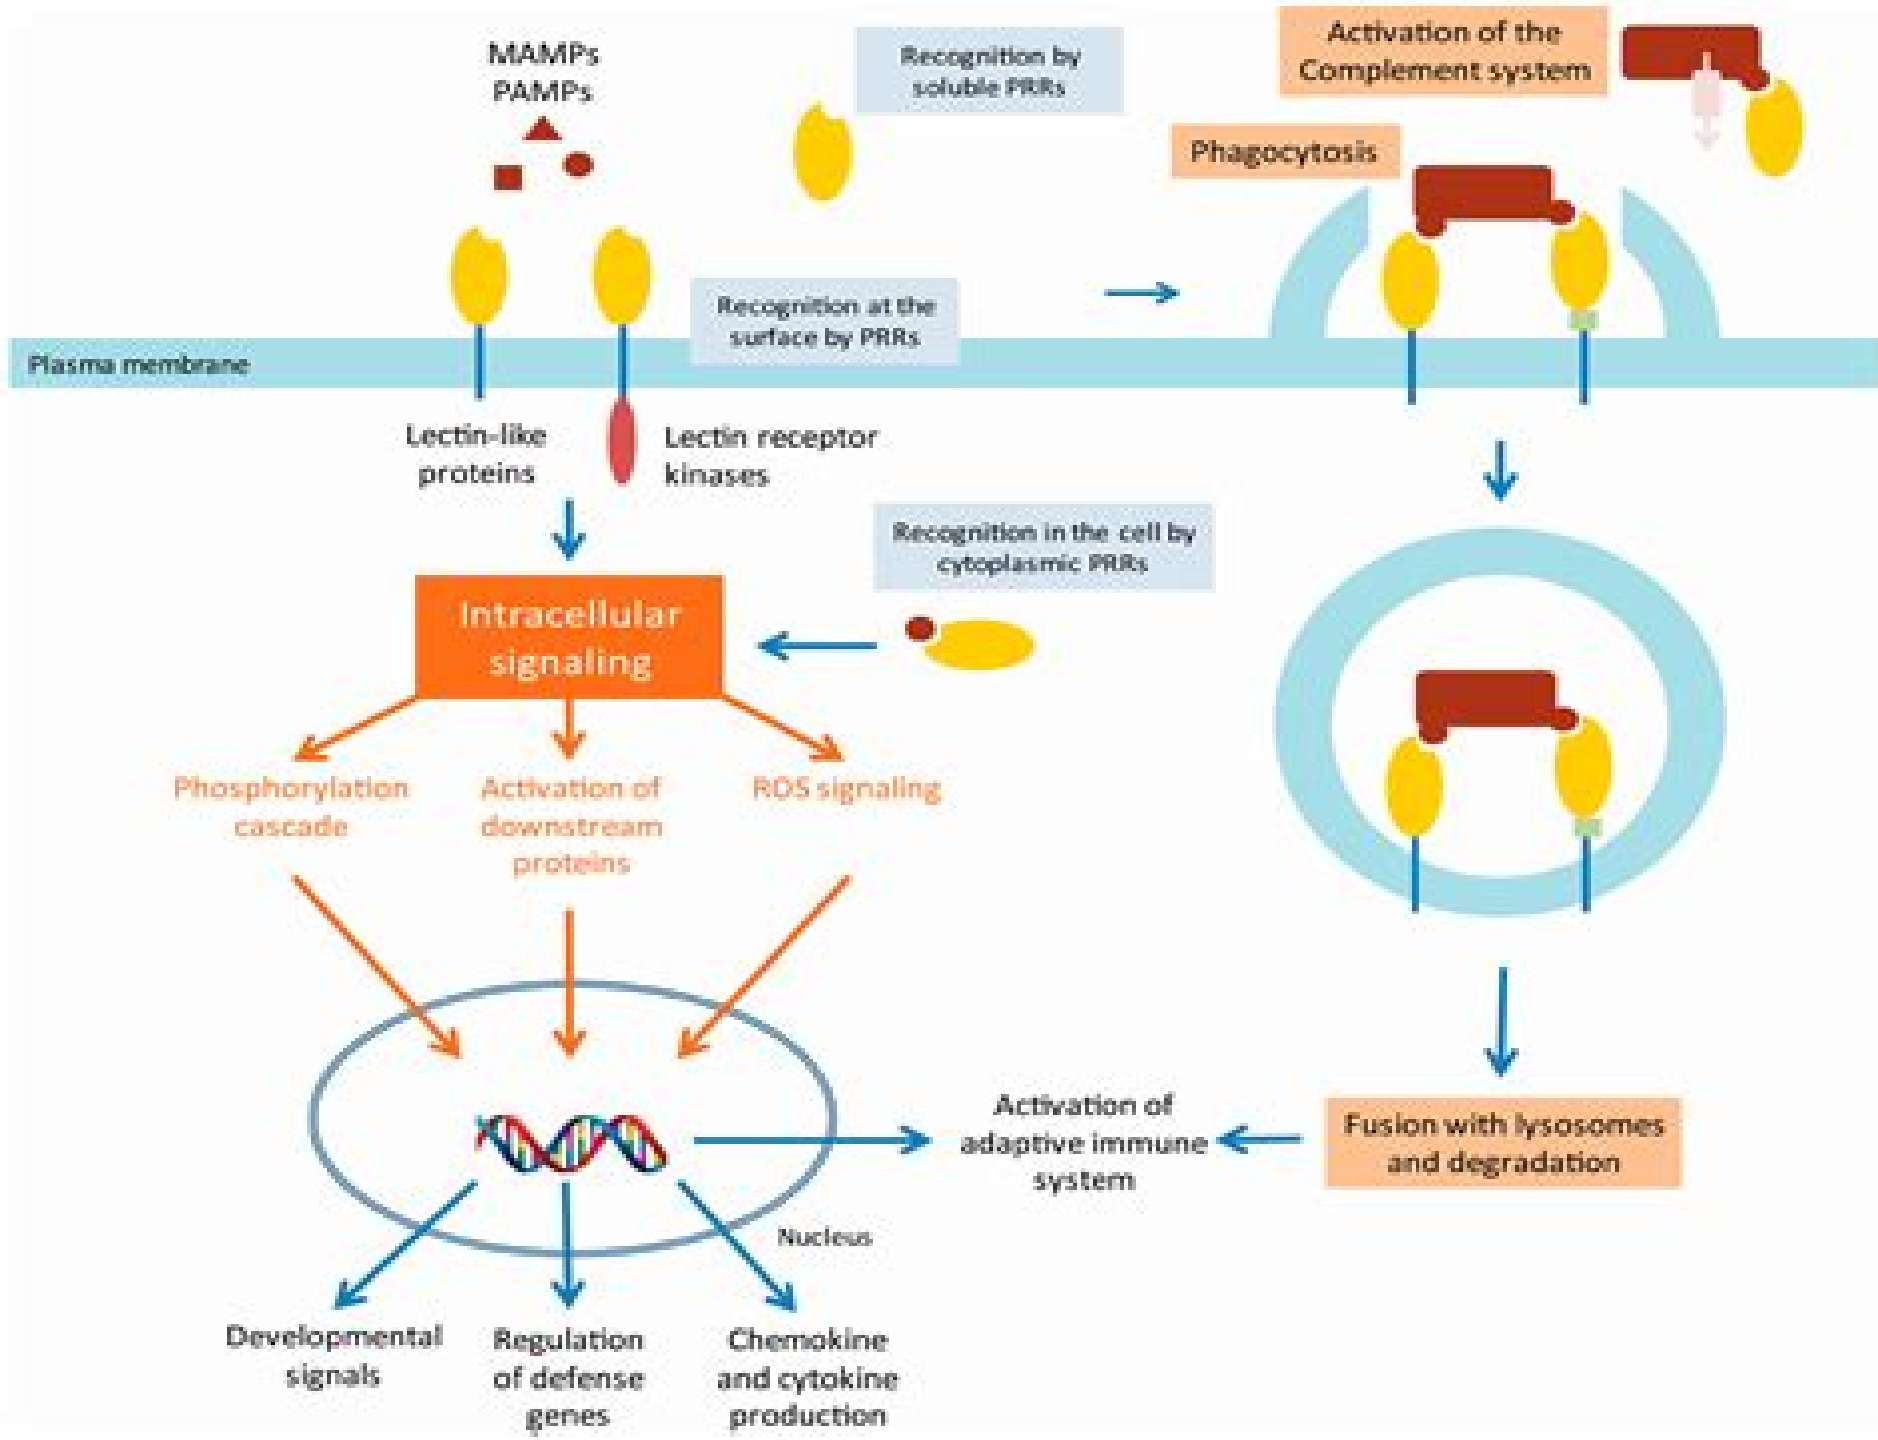 MAMPs
PAMPs
Recognition by
soluble PRRs
Activation of the
Complement system
Phagocytosis
Recognition at the
surface by PRRs
Plasma membrane
Lectin-like
proteins
Lectin receptor
kinases
Recognition in the cell by
cytoplasmic PRRs
Intracellular
signaling
Phosphorylation
cascade
Activation of
downstream
proteins
ROS signaling
Activation of
adaptive immune
system
Fusion with lysosomes
and degradation
Nucleus
Developmental
signals
Regulation
of defense
genes
Chemokine
and cytokine
production